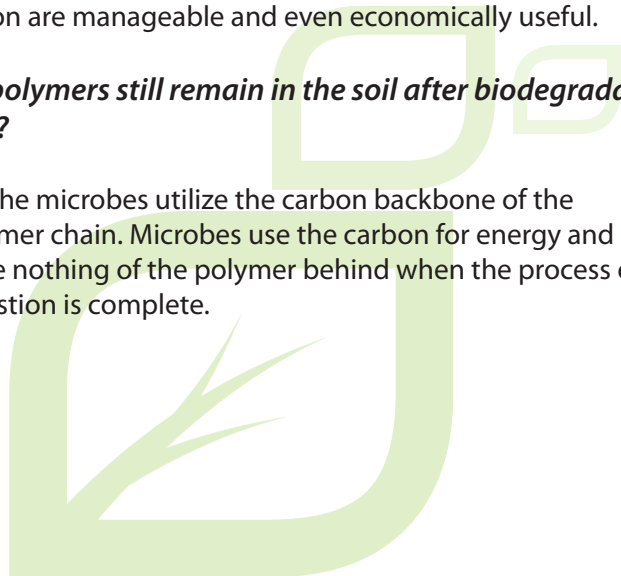 on are manageable and even economically useful.
polymers still remain in the soil after biodegrada
?
he microbes utilize the carbon backbone of the
mer chain. Microbes use the carbon for energy and
e nothing of the polymer behind when the process o
stion is complete.